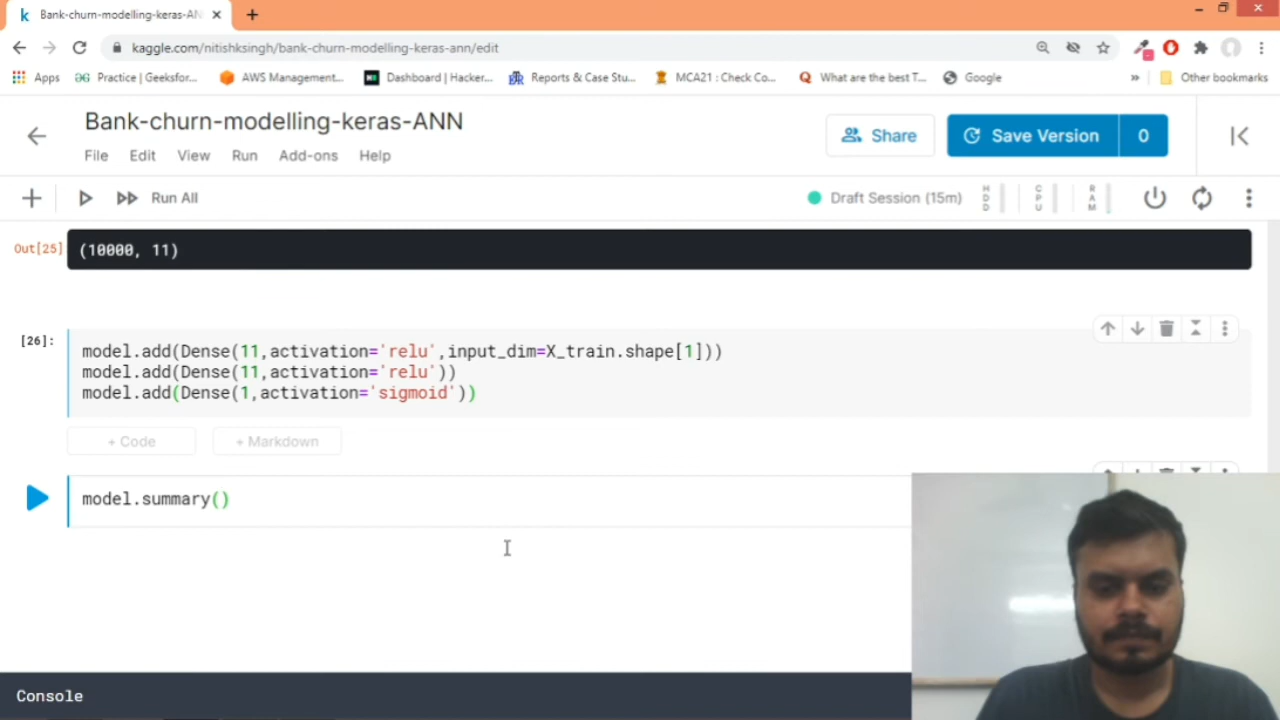 Bank-churn-modelling-keras-AN
kaggle.com/nitishksingh/bank-churn-modelling-keras-ann/edit
Apps Practice | Geeksfor... AWS Management... Dashboard | Hacker... Reports & Case Stu... MCA21 : Check Co... What are the best T... Google » Other bookmarks
Bank-churn-modelling-keras-ANN
File Edit View Run Add-ons Help
Share
Save Version 0
Run All
Draft Session (15m)
HDD
CPU
RAM
Out[25]
(10000, 11)
[26]:
model.add(Dense(11,activation='relu',input_dim=X_train.shape[1]))
model.add(Dense(11,activation='relu'))
model.add(Dense(1,activation='sigmoid'))
+ Code + Markdown
model.summary()
Console